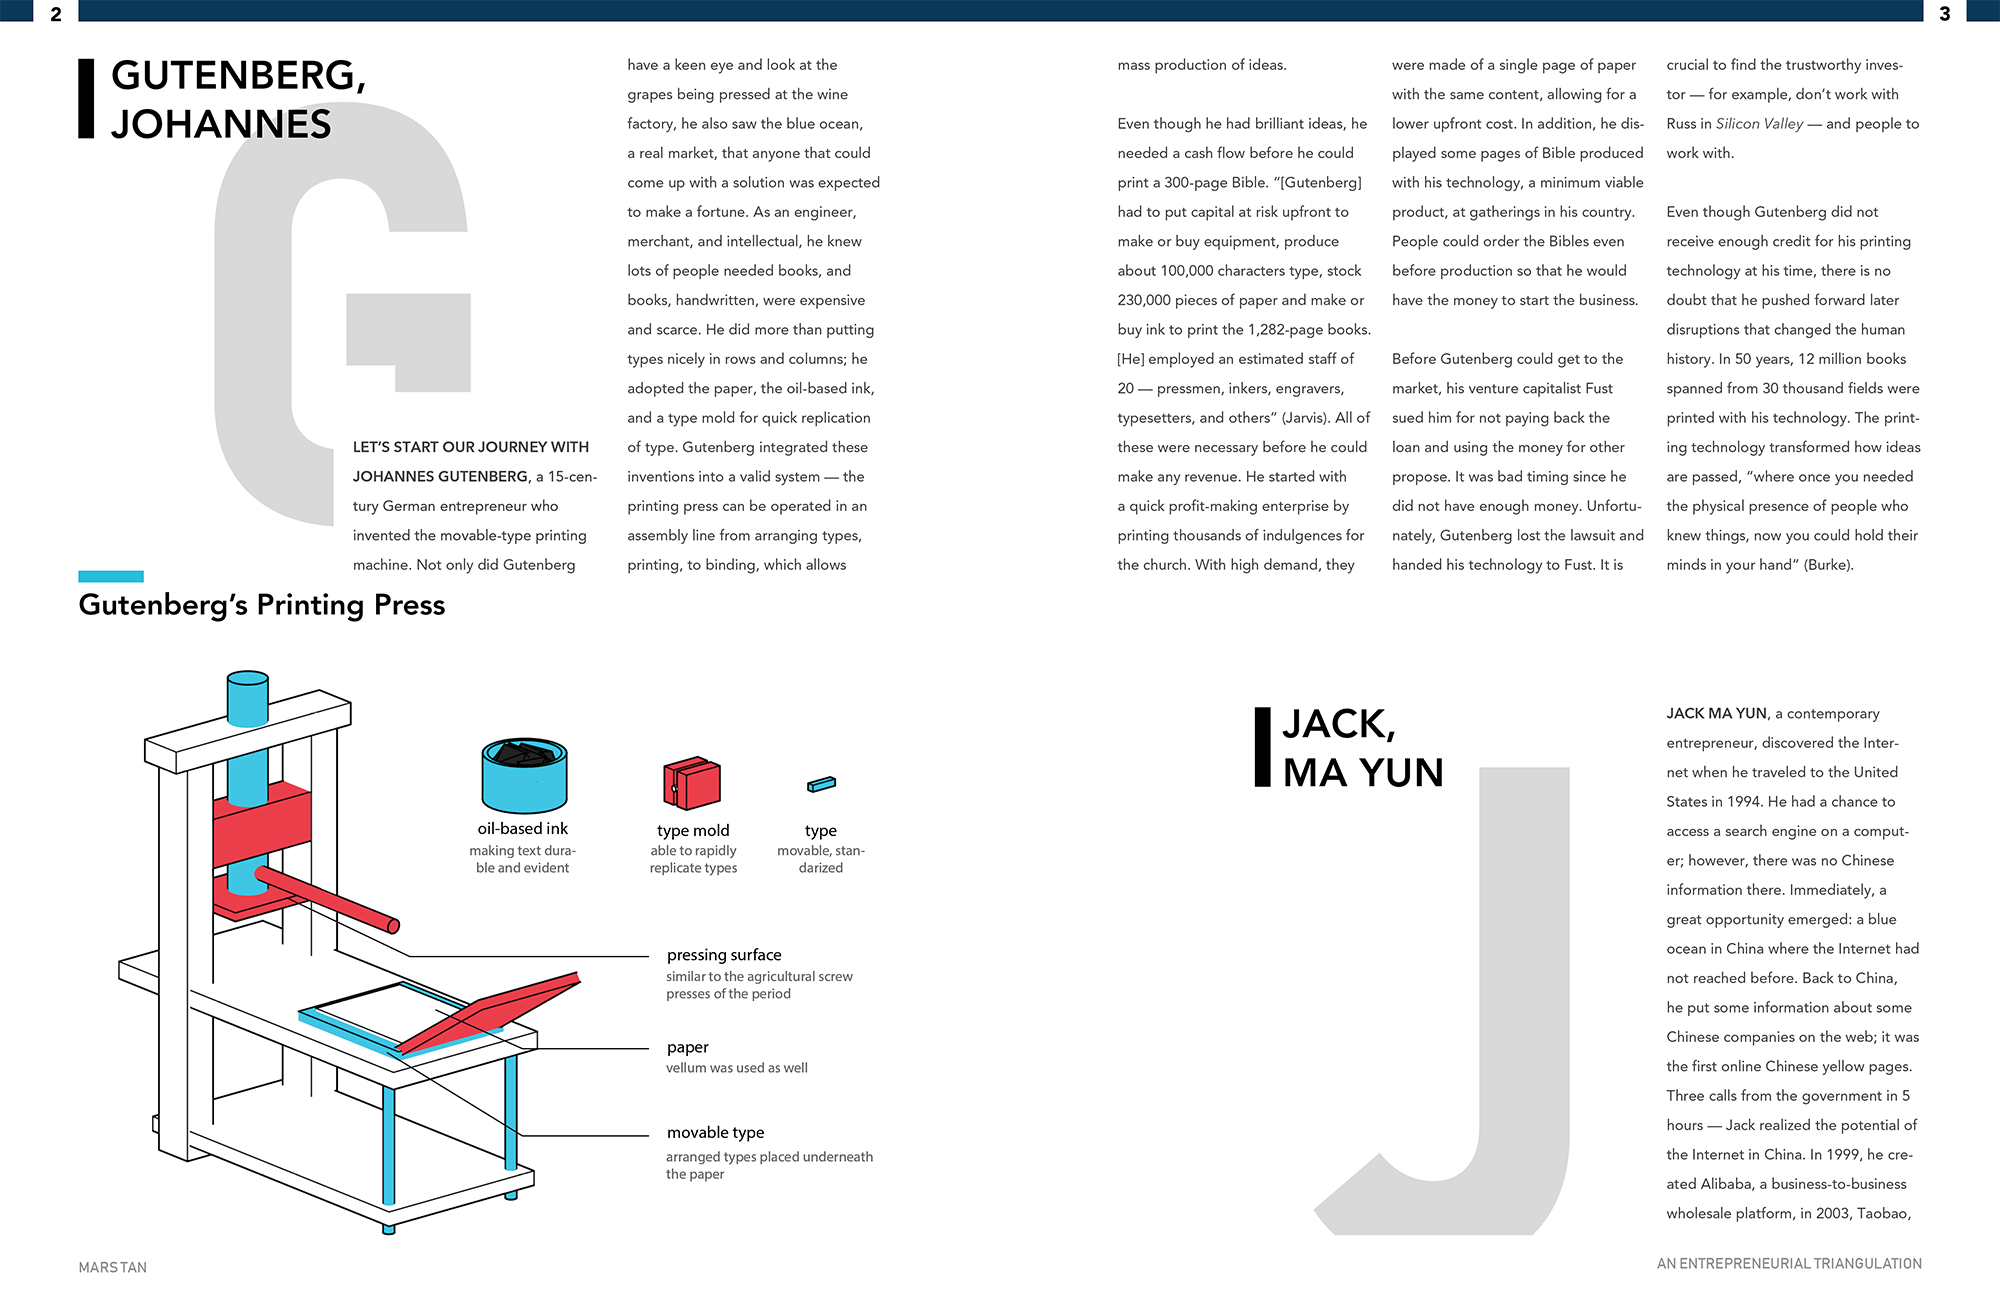 2
3
GUTENBERG,
JOHANNES
LET’S START OUR JOURNEY WITH
JOHANNES GUTENBERG, a 15-cen-
tury German entrepreneur who
invented the movable-type printing
machine. Not only did Gutenberg
have a keen eye and look at the
grapes being pressed at the wine
factory, he also saw the blue ocean,
a real market, that anyone that could
come up with a solution was expected
to make a fortune. As an engineer,
merchant, and intellectual, he knew
lots of people needed books, and
books, handwritten, were expensive
and scarce. He did more than putting
types nicely in rows and columns; he
adopted the paper, the oil-based ink,
and a type mold for quick replication
of type. Gutenberg integrated these
inventions into a valid system — the
printing press can be operated in an
assembly line from arranging types,
printing, to binding, which allows
mass production of ideas.
Even though he had brilliant ideas, he
needed a cash flow before he could
print a 300-page Bible. “[Gutenberg]
had to put capital at risk upfront to
make or buy equipment, produce
about 100,000 characters type, stock
230,000 pieces of paper and make or
buy ink to print the 1,282-page books.
[He] employed an estimated staff of
20 — pressmen, inkers, engravers,
typesetters, and others” (Jarvis). All of
these were necessary before he could
make any revenue. He started with
a quick profit-making enterprise by
printing thousands of indulgences for
the church. With high demand, they
were made of a single page of paper
with the same content, allowing for a
lower upfront cost. In addition, he dis-
played some pages of Bible produced
with his technology, a minimum viable
product, at gatherings in his country.
People could order the Bibles even
before production so that he would
have the money to start the business.
Before Gutenberg could get to the
market, his venture capitalist Fust
sued him for not paying back the
loan and using the money for other
propose. It was bad timing since he
did not have enough money. Unfortu-
nately, Gutenberg lost the lawsuit and
handed his technology to Fust. It is
crucial to find the trustworthy inves-
tor — for example, don’t work with
Russ in Silicon Valley — and people to
work with.
Even though Gutenberg did not
receive enough credit for his printing
technology at his time, there is no
doubt that he pushed forward later
disruptions that changed the human
history. In 50 years, 12 million books
spanned from 30 thousand fields were
printed with his technology. The print-
ing technology transformed how ideas
are passed, “where once you needed
the physical presence of people who
knew things, now you could hold their
minds in your hand” (Burke).
Gutenberg’s Printing Press
oil-based ink
making text dura-
ble and evident
type mold
able to rapidly
replicate types
type
movable, stan-
darized
pressing surface
similar to the agricultural screw
presses of the period
paper
vellum was used as well
movable type
arranged types placed underneath
the paper
G
JACK,
MA YUN
J
JACK MA YUN, a contemporary
entrepreneur, discovered the Inter-
net when he traveled to the United
States in 1994. He had a chance to
access a search engine on a comput-
er; however, there was no Chinese
information there. Immediately, a
great opportunity emerged: a blue
ocean in China where the Internet had
not reached before. Back to China,
he put some information about some
Chinese companies on the web; it was
the first online Chinese yellow pages.
Three calls from the government in 5
hours — Jack realized the potential of
the Internet in China. In 1999, he cre-
ated Alibaba, a business-to-business
wholesale platform, in 2003, Taobao,
MARS TAN
AN ENTREPRENEURIAL TRIANGULATION